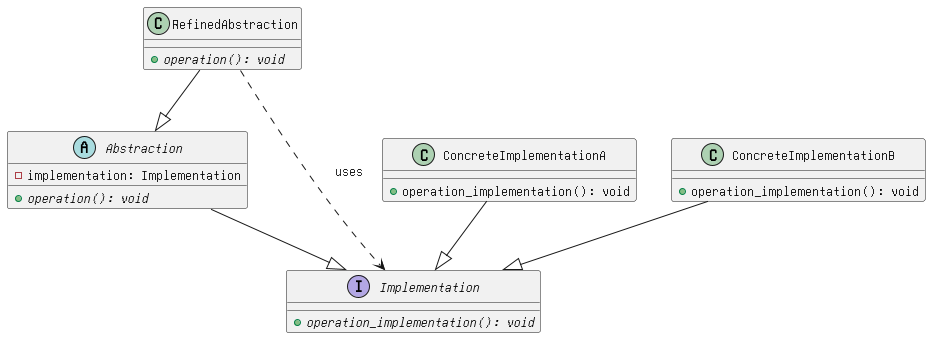 C RefinedAbstraction
operation(): void
uses
A Abstraction
implementation: Implementation
operation(): void
C ConcreteImplementationA
operation_implementation(): void
C ConcreteImplementationB
operation_implementation(): void
I Implementation
operation_implementation(): void